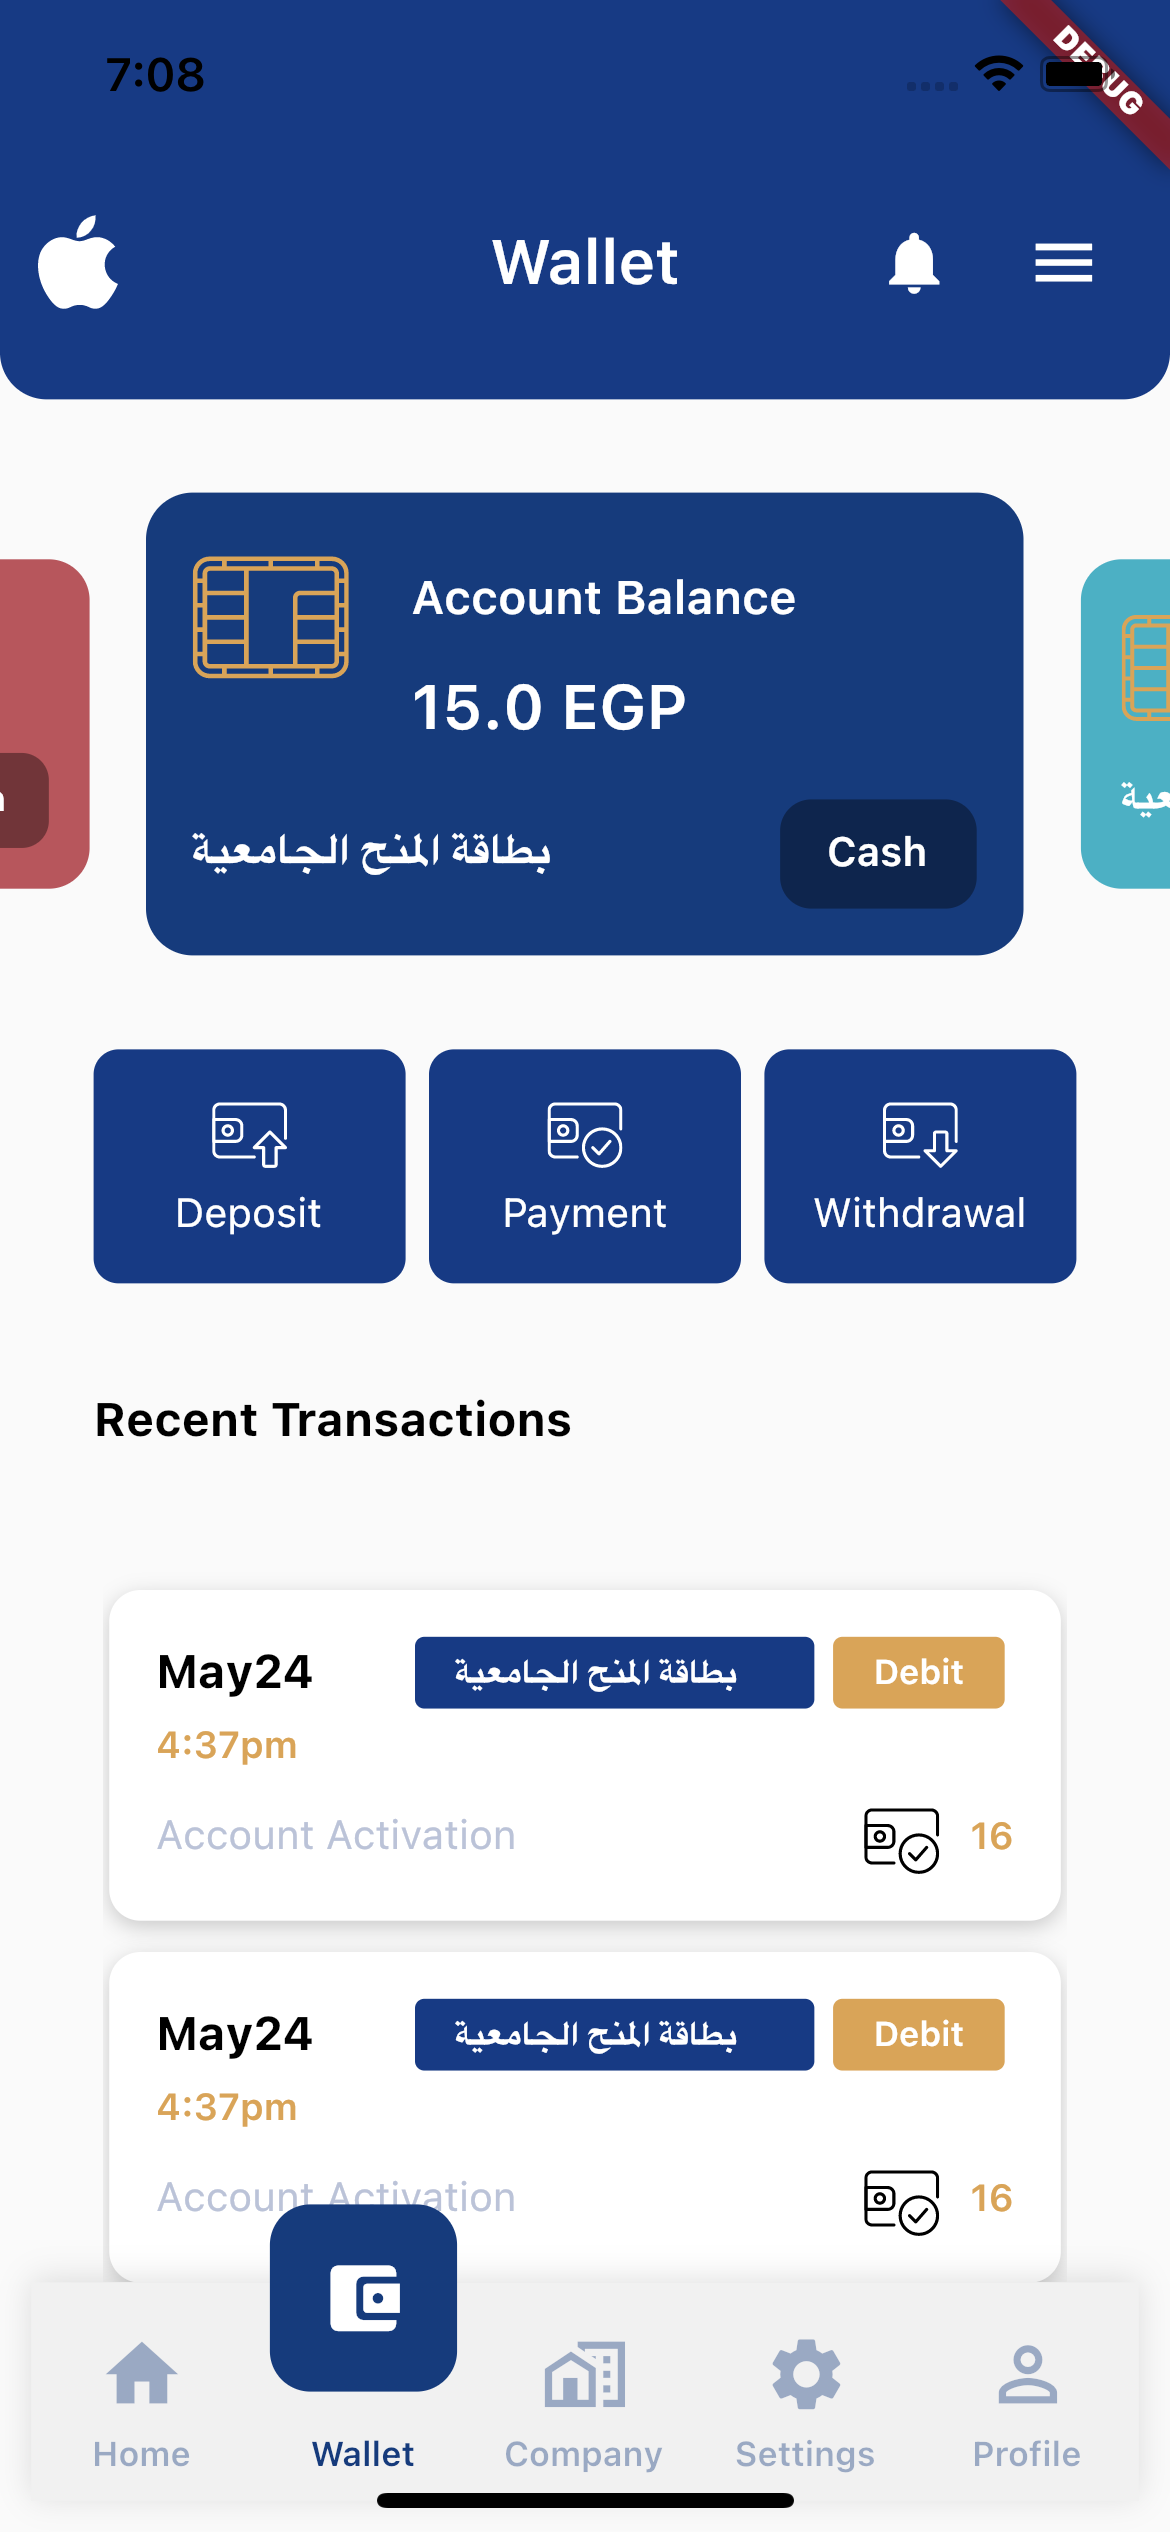 7:08
DEBUG
Wallet
Account Balance
15.0 EGP
بطاقة المنح الجامعية
Cash
Deposit
Payment
Withdrawal
Recent Transactions
May24
بطاقة المنح الجامعية
Debit
4:37pm
Account Activation
16
May24
بطاقة المنح الجامعية
Debit
4:37pm
Account Activation
16
Home
Wallet
Company
Settings
Profile